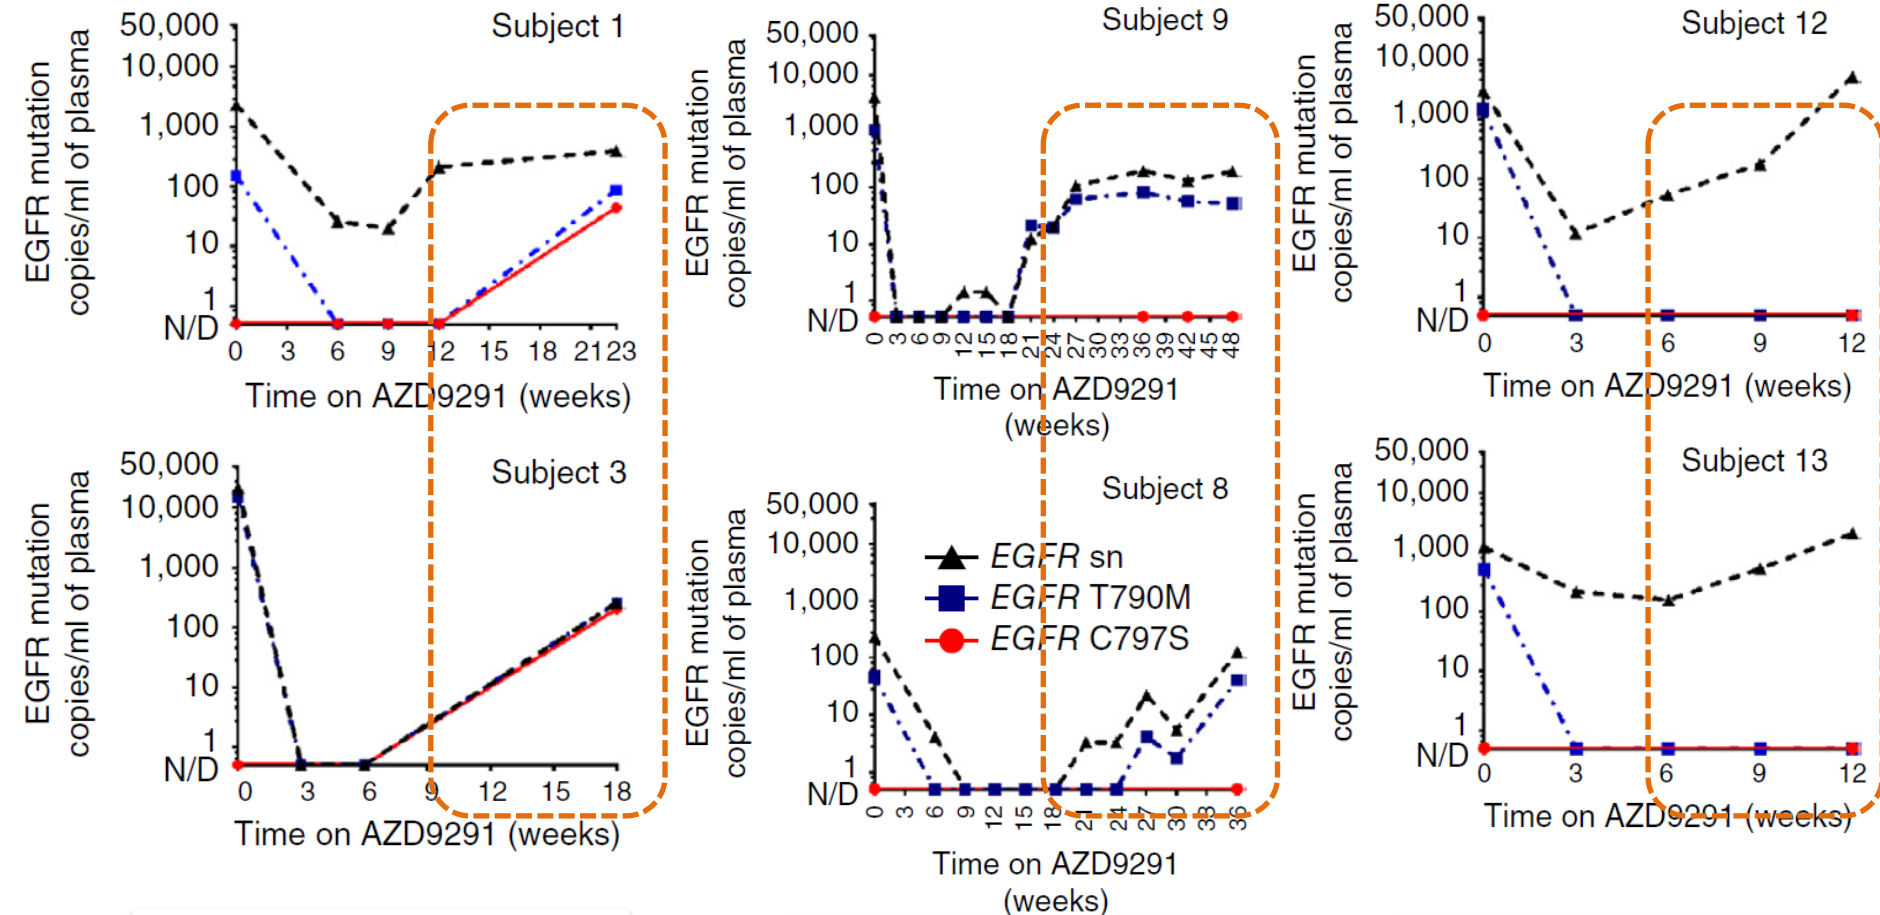 Subject 1
EGFR mutation
copies/ml of plasma
50,000
10,000
1,000
100
10
1
N/D
0 3 6 9 12 15 18 21 23
Time on AZD9291 (weeks)
Subject 9
EGFR mutation
copies/ml of plasma
50,000
10,000
1,000
100
10
1
N/D
0 3 6 9 12 15 18 21 24 27 30 33 36 39 42 45 48
Time on AZD9291
(weeks)
Subject 12
EGFR mutation
copies/ml of plasma
50,000
10,000
1,000
100
10
1
N/D
0 3 6 9 12
Time on AZD9291 (weeks)
Subject 3
EGFR mutation
copies/ml of plasma
50,000
10,000
1,000
100
10
1
N/D
0 3 6 9 12 15 18
Time on AZD9291 (weeks)
Subject 8
EGFR mutation
copies/ml of plasma
50,000
10,000
1,000
100
10
1
N/D
EGFR sn
EGFR T790M
EGFR C797S
0 3 6 9 12 15 18 21 24 27 30 33 36
Time on AZD9291
(weeks)
Subject 13
EGFR mutation
copies/ml of plasma
50,000
10,000
1,000
100
10
1
N/D
0 3 6 9 12
Time on AZD9291 (weeks)